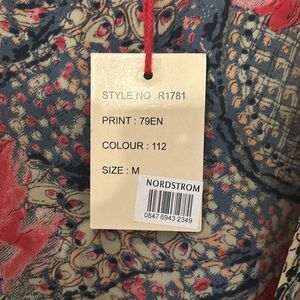 STYLE NO. R1781
PRINT : 79EN
COLOUR : 112
SIZE : M
NORDSTROM
0847 6943 2349